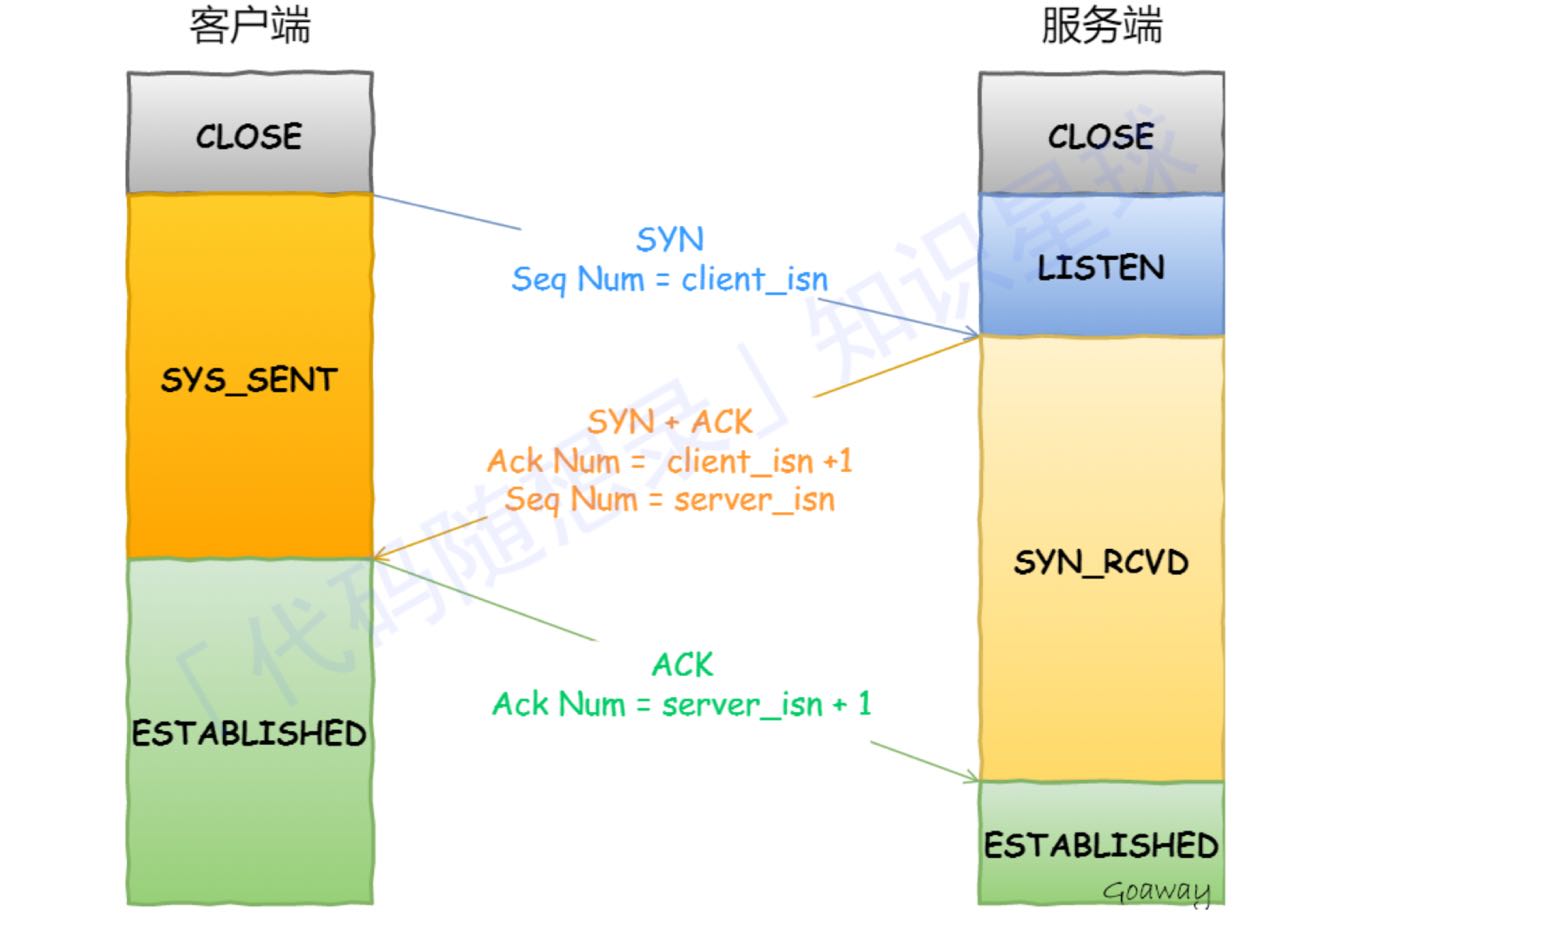 客户端
服务端
CLOSE
CLOSE
SYN
Seq Num = client_isn
LISTEN
SYS_SENT
SYN + ACK
Ack Num = client_isn +1
Seq Num = server_isn
SYN_RCVD
ACK
Ack Num = server_isn + 1
ESTABLISHED
ESTABLISHED
Goaway
「代码随想录」知识星球